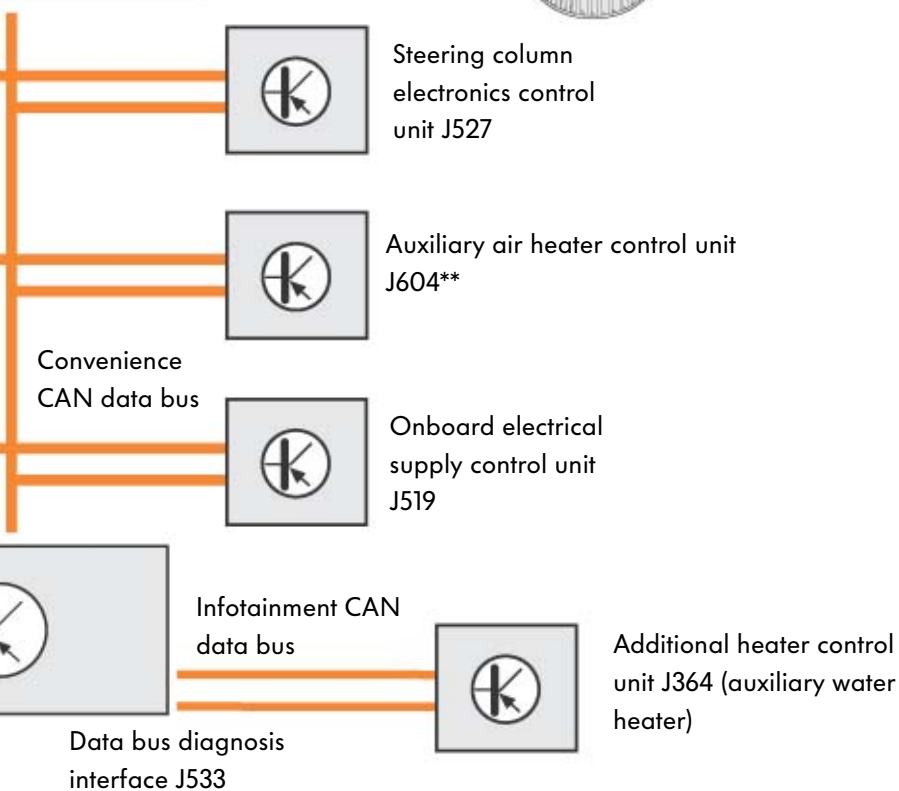 Steering column
electronics control
unit J527
Auxiliary air heater control unit
J604**
Convenience
CAN data bus
Onboard electrical
supply control unit
J519
Infotainment CAN
data bus
Additional heater control
unit J364 (auxiliary water
heater)
Data bus diagnosis
interface J533